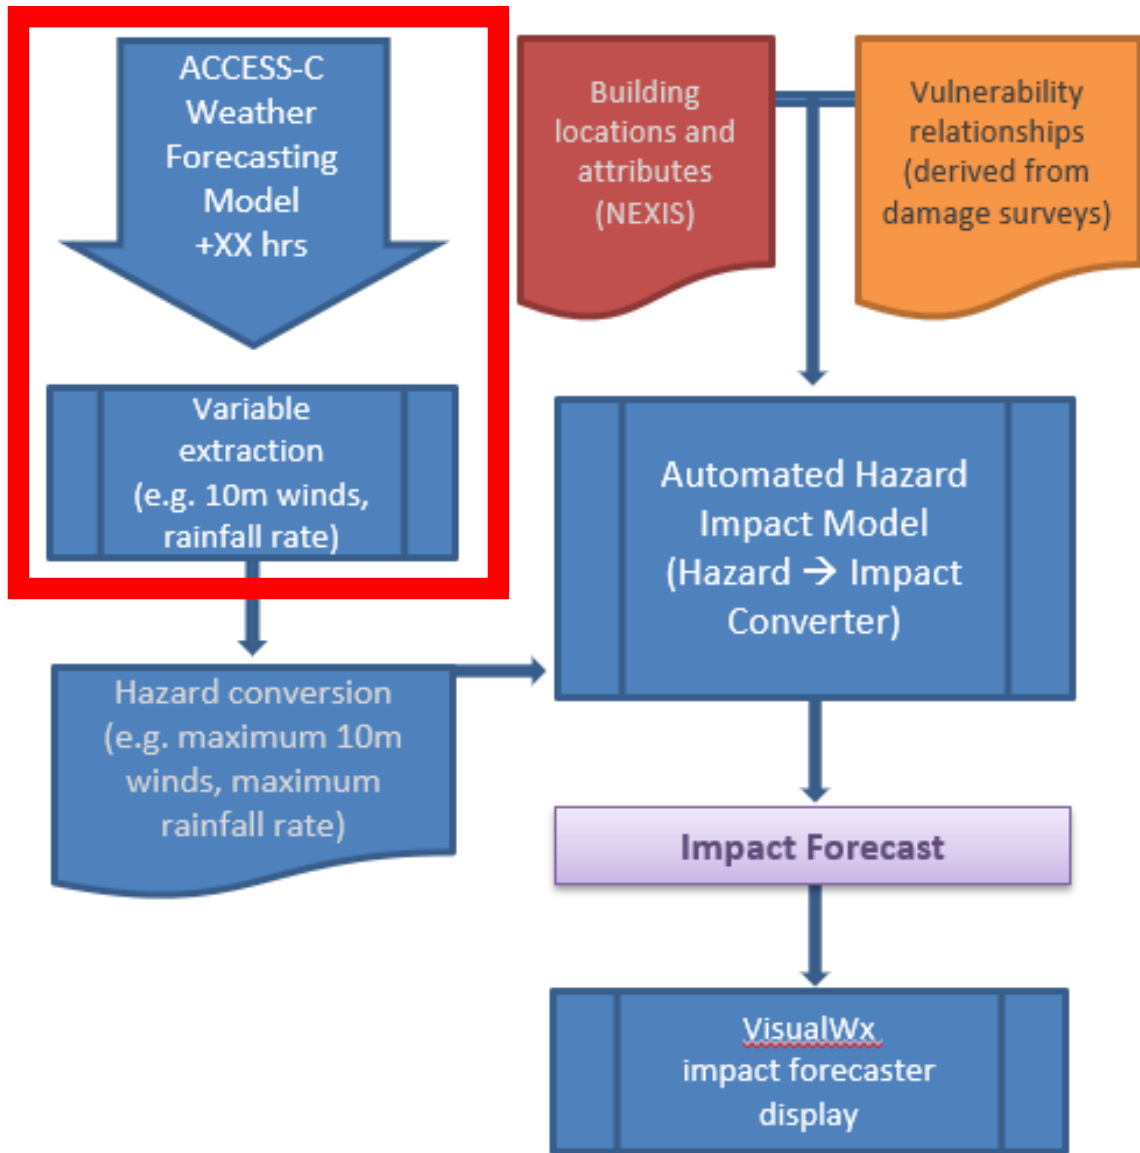 ACCESS-C
Weather
Forecasting
Model
+XX hrs
Building
locations and
attributes
(NEXIS)
Vulnerability
relationships
(derived from
damage surveys)
Variable
extraction
(e.g. 10m winds,
rainfall rate)
Automated Hazard
Impact Model
(Hazard → Impact
Converter)
Hazard conversion
(e.g. maximum 10m
winds, maximum
rainfall rate)
Impact Forecast
VisualWx
impact forecaster
display